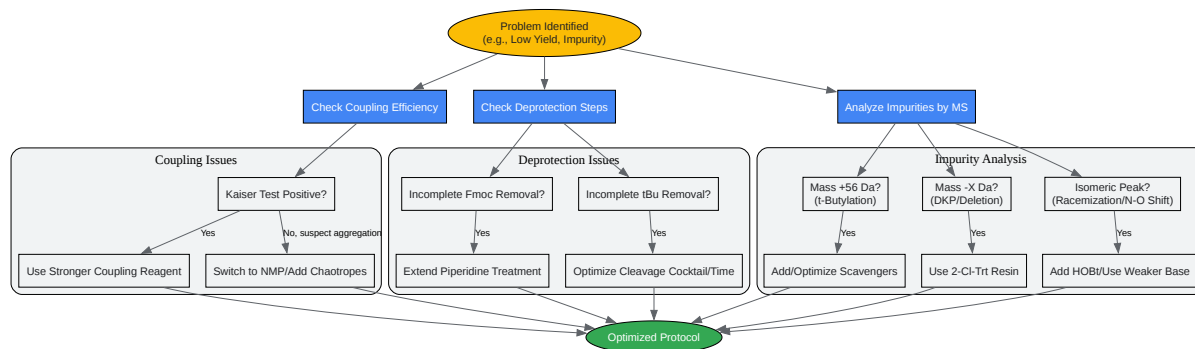 Problem Identified
(e.g., Low Yield, Impurity)
Check Coupling Efficiency
Check Deprotection Steps
Analyze Impurities by MS
Coupling Issues
Deprotection Issues
Impurity Analysis
Kaiser Test Positive?
Incomplete Fmoc Removal?
Incomplete tBu Removal?
Mass +56 Da?
(t-Butylation)
Mass -X Da?
(DKP/Deletion)
Isomeric Peak?
(Racemization/N-O Shift)
Yes
No, suspect aggregation
Yes
Yes
Yes
Yes
Yes
Use Stronger Coupling Reagent
Switch to NMP/Add Chaotropes
Extend Piperidine Treatment
Optimize Cleavage Cocktail/Time
Add/Optimize Scavengers
Use 2-Cl-Trt Resin
Add HOBt/Use Weaker Base
Optimized Protocol